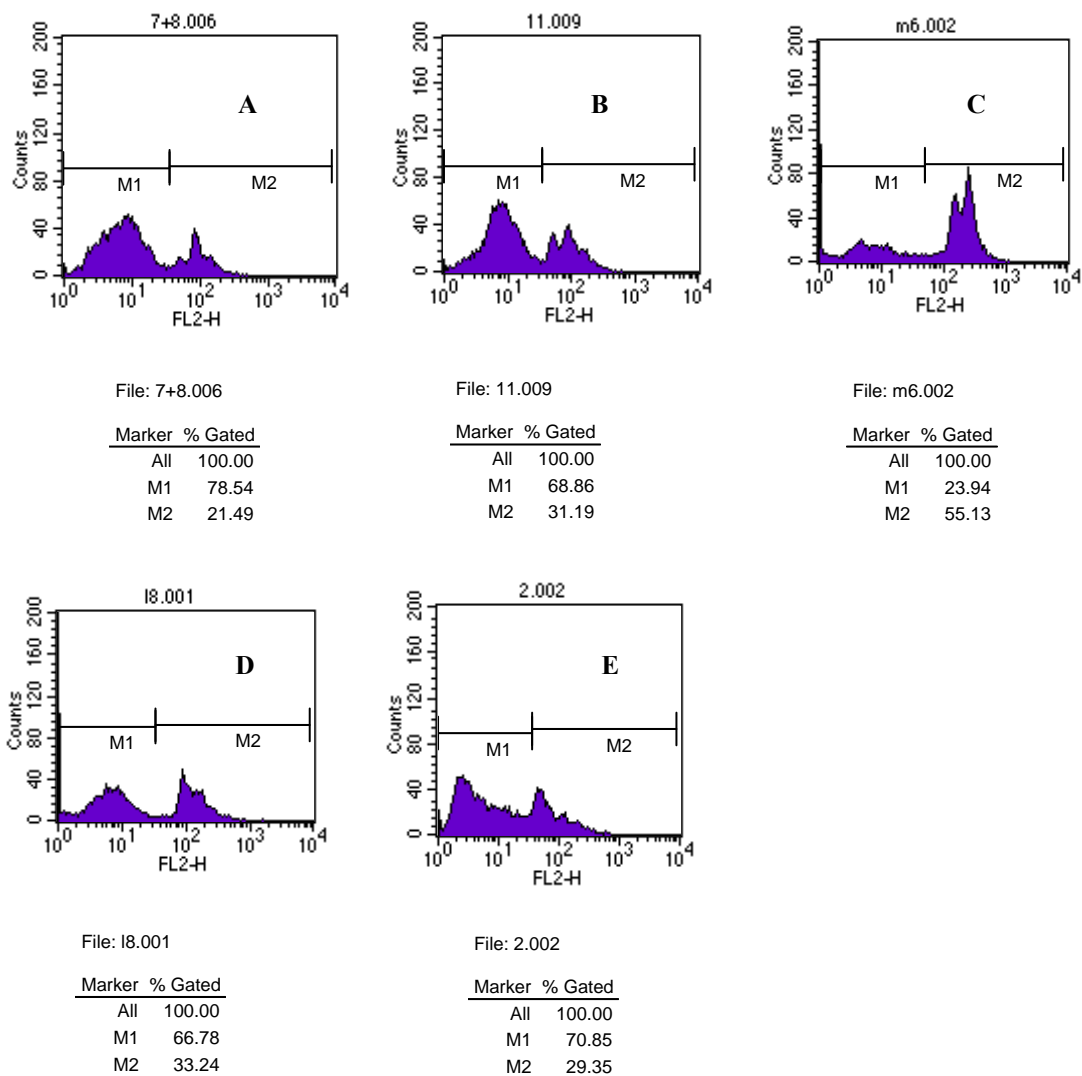 7+8.006
200
160
120
80
40
0
Counts
A
M1
M2
10^0 10^1 10^2 10^3 10^4
FL2-H
11.009
200
160
120
80
40
0
Counts
B
M1
M2
10^0 10^1 10^2 10^3 10^4
FL2-H
m6.002
200
160
120
80
40
0
Counts
C
M1
M2
10^0 10^1 10^2 10^3 10^4
FL2-H
File: 7+8.006
Marker % Gated
All 100.00
M1 78.54
M2 21.49
File: 11.009
Marker % Gated
All 100.00
M1 68.86
M2 31.19
File: m6.002
Marker % Gated
All 100.00
M1 23.94
M2 55.13
l8.001
200
160
120
80
40
0
Counts
D
M1
M2
10^0 10^1 10^2 10^3 10^4
FL2-H
2.002
200
160
120
80
40
0
Counts
E
M1
M2
10^0 10^1 10^2 10^3 10^4
FL2-H
File: l8.001
Marker % Gated
All 100.00
M1 66.78
M2 33.24
File: 2.002
Marker % Gated
All 100.00
M1 70.85
M2 29.35